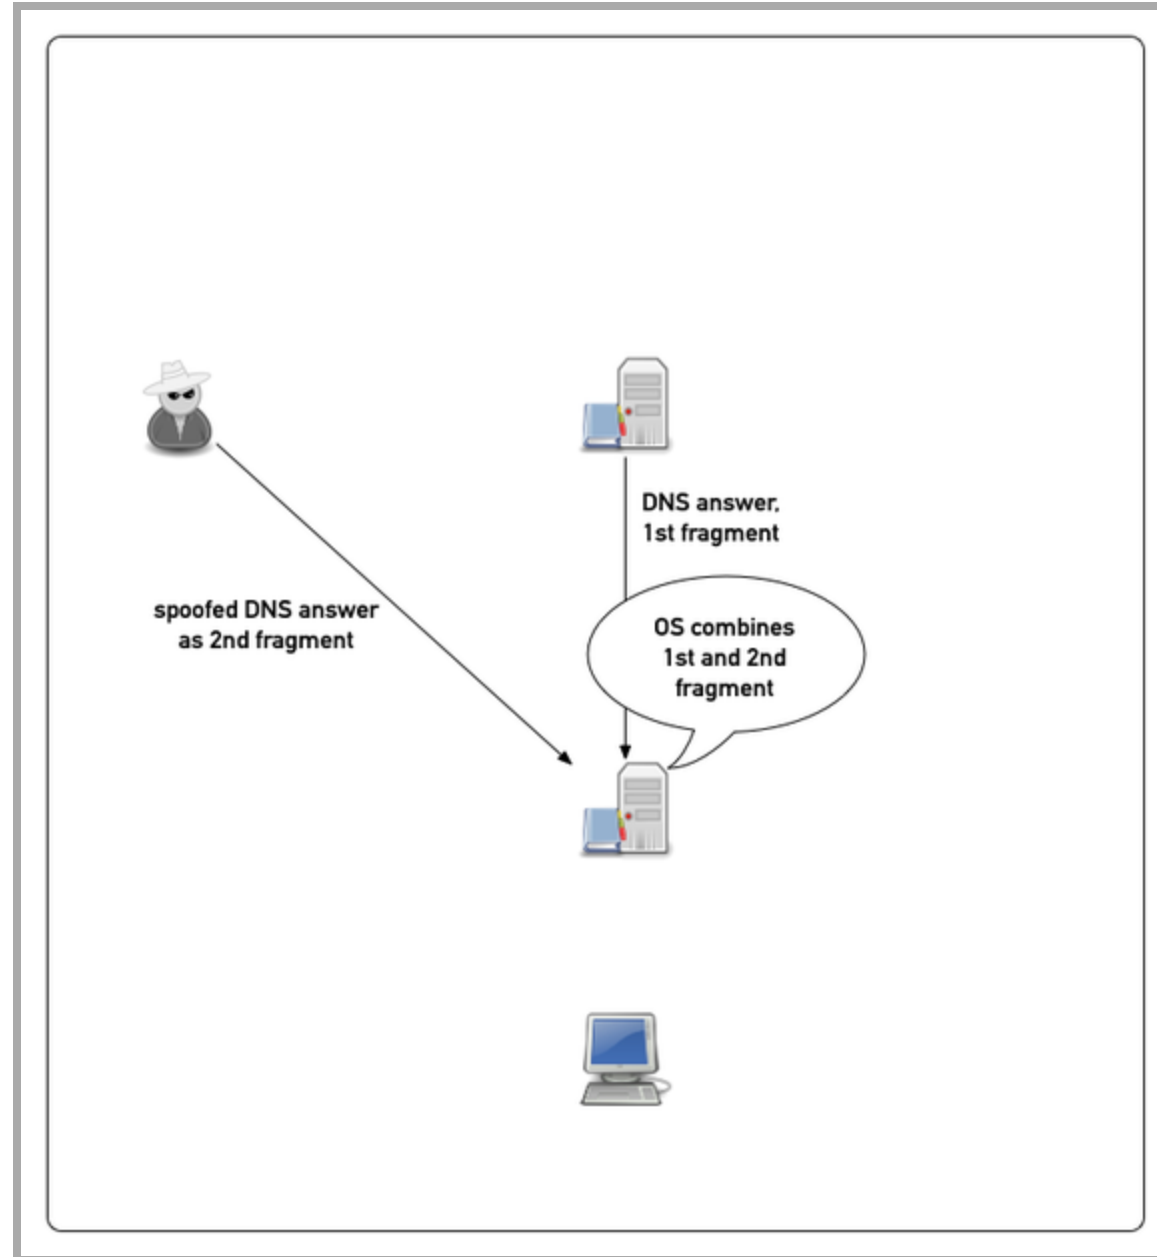 DNS answer,
1st fragment
spoofed DNS answer
as 2nd fragment
OS combines
1st and 2nd
fragment